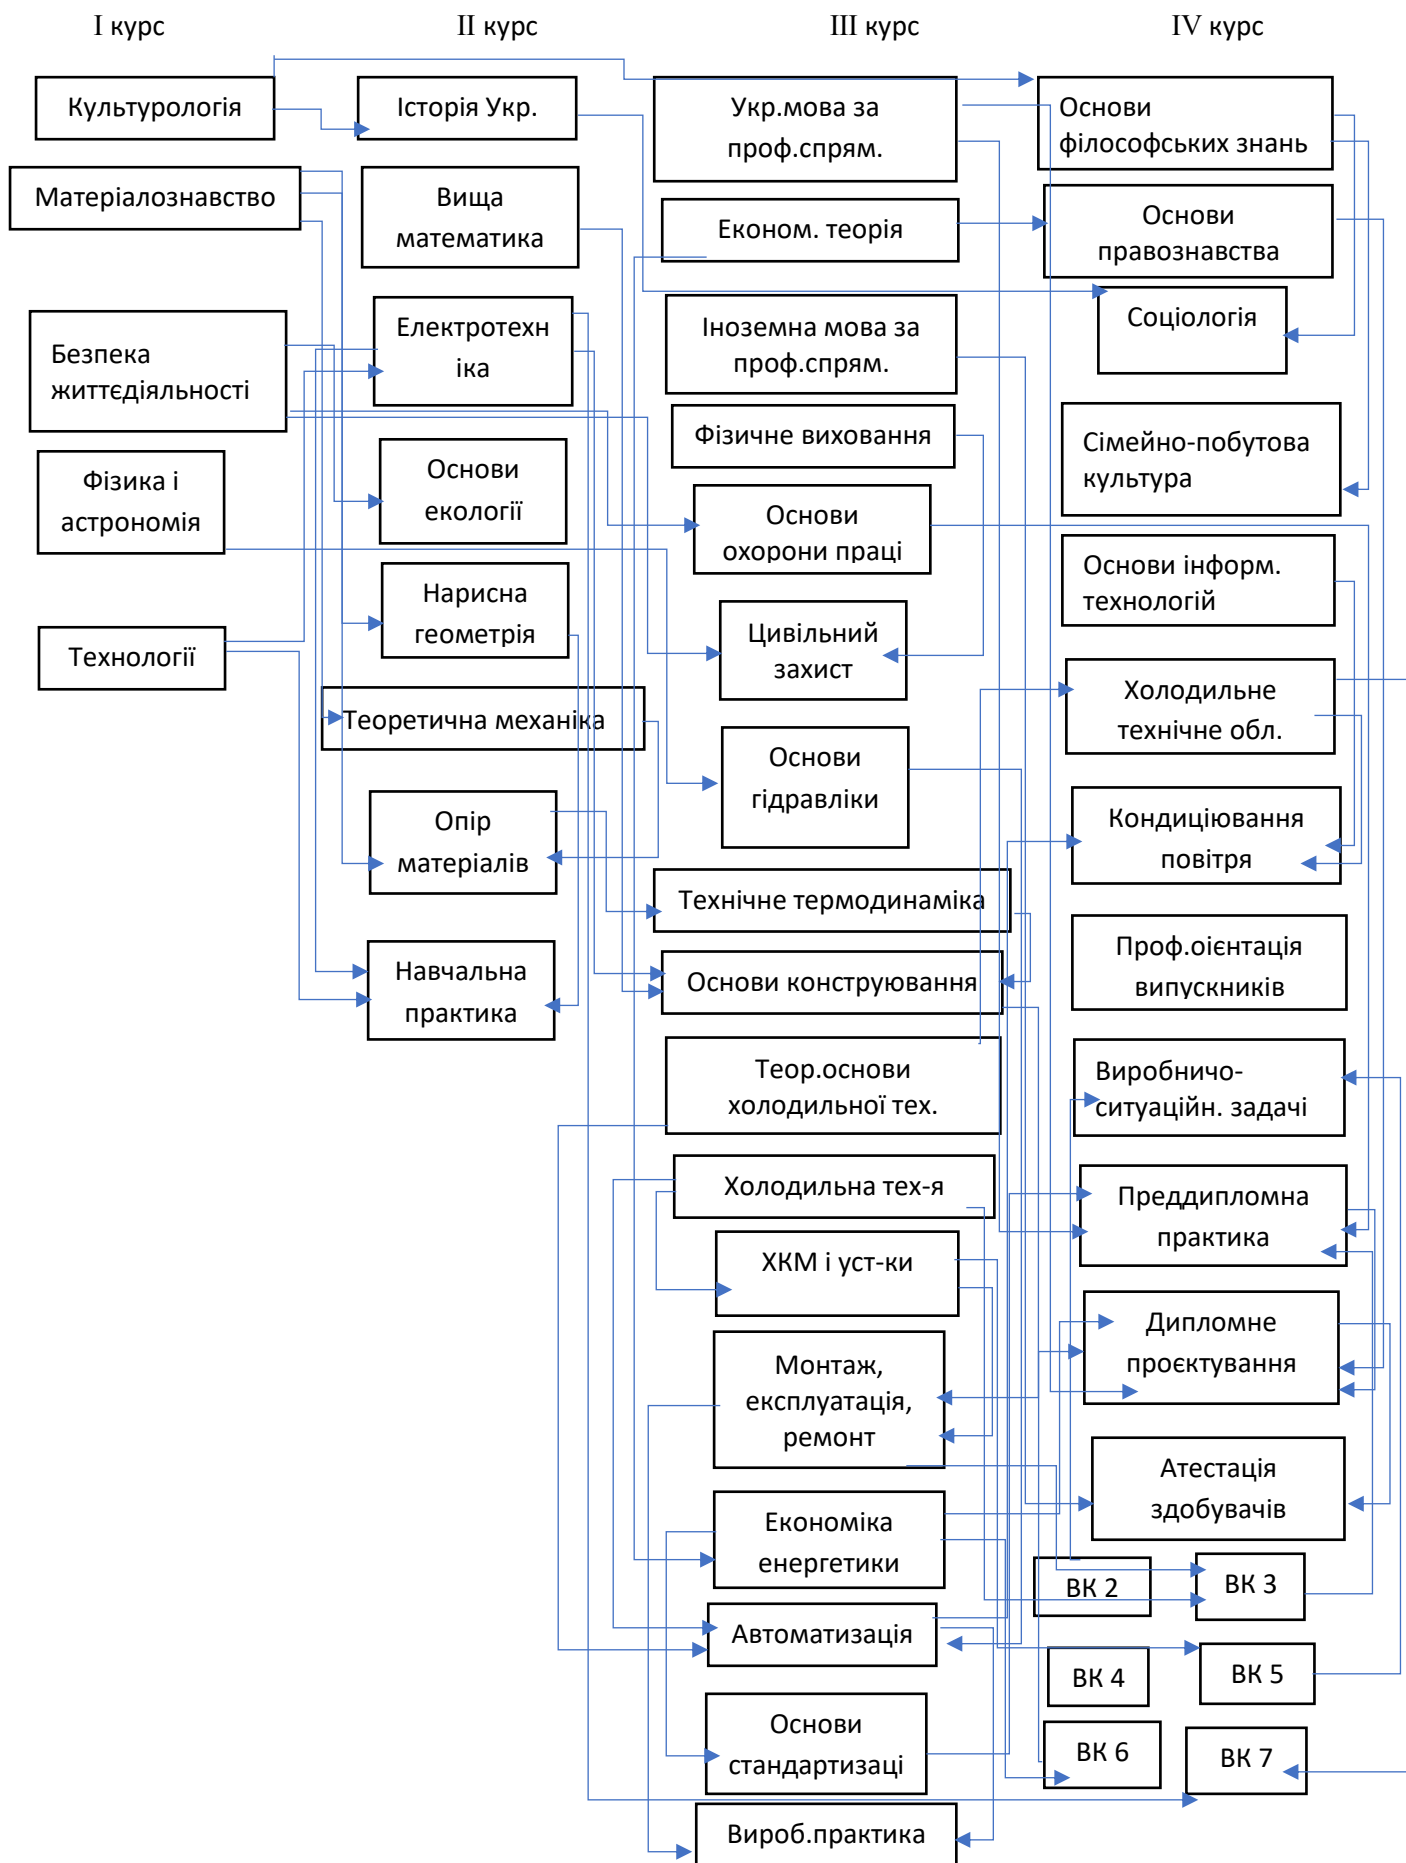 I курс
II курс
III курс
IV курс
Культурологія
Матеріалознавство
Безпека
життєдіяльності
Фізика і
астрономія
Технології
Історія Укр.
Вища
математика
Електротехн
іка
Основи
екології
Нарисна
геометрія
Теоретична механіка
Опір
матеріалів
Навчальна
практика
Укр.мова за
проф.спрям.
Економ. теорія
Іноземна мова за
проф.спрям.
Фізичне виховання
Основи
охорони праці
Цивільний
захист
Основи
гідравліки
Технічне термодинаміка
Основи конструювання
Теор.основи
холодильної тех.
Холодильна тех-я
ХКМ і уст-ки
Монтаж,
експлуатація,
ремонт
Економіка
енергетики
Автоматизація
Основи
стандартизаці
Вироб.практика
Основи
філософських знань
Основи
правознавства
Соціологія
Сімейно-побутова
культура
Основи інформ.
технологій
Холодильне
технічне обл.
Кондиціювання
повітря
Проф.оієнтація
випускників
Виробничо-
ситуаційн. задачі
Преддипломна
практика
Дипломне
проєктування
Атестація
здобувачів
ВК 2
ВК 3
ВК 4
ВК 5
ВК 6
ВК 7